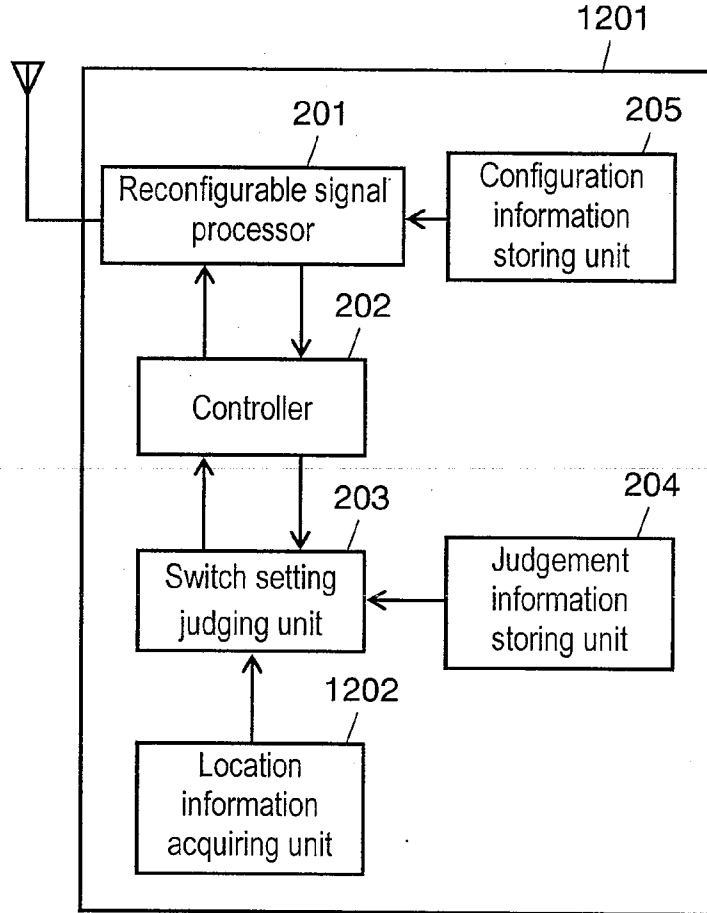 1201
201
205
Reconfigurable signal
processor
Configuration
information
storing unit
202
Controller
203
204
Switch setting
judging unit
Judgement
information
storing unit
1202
Location
information
acquiring unit